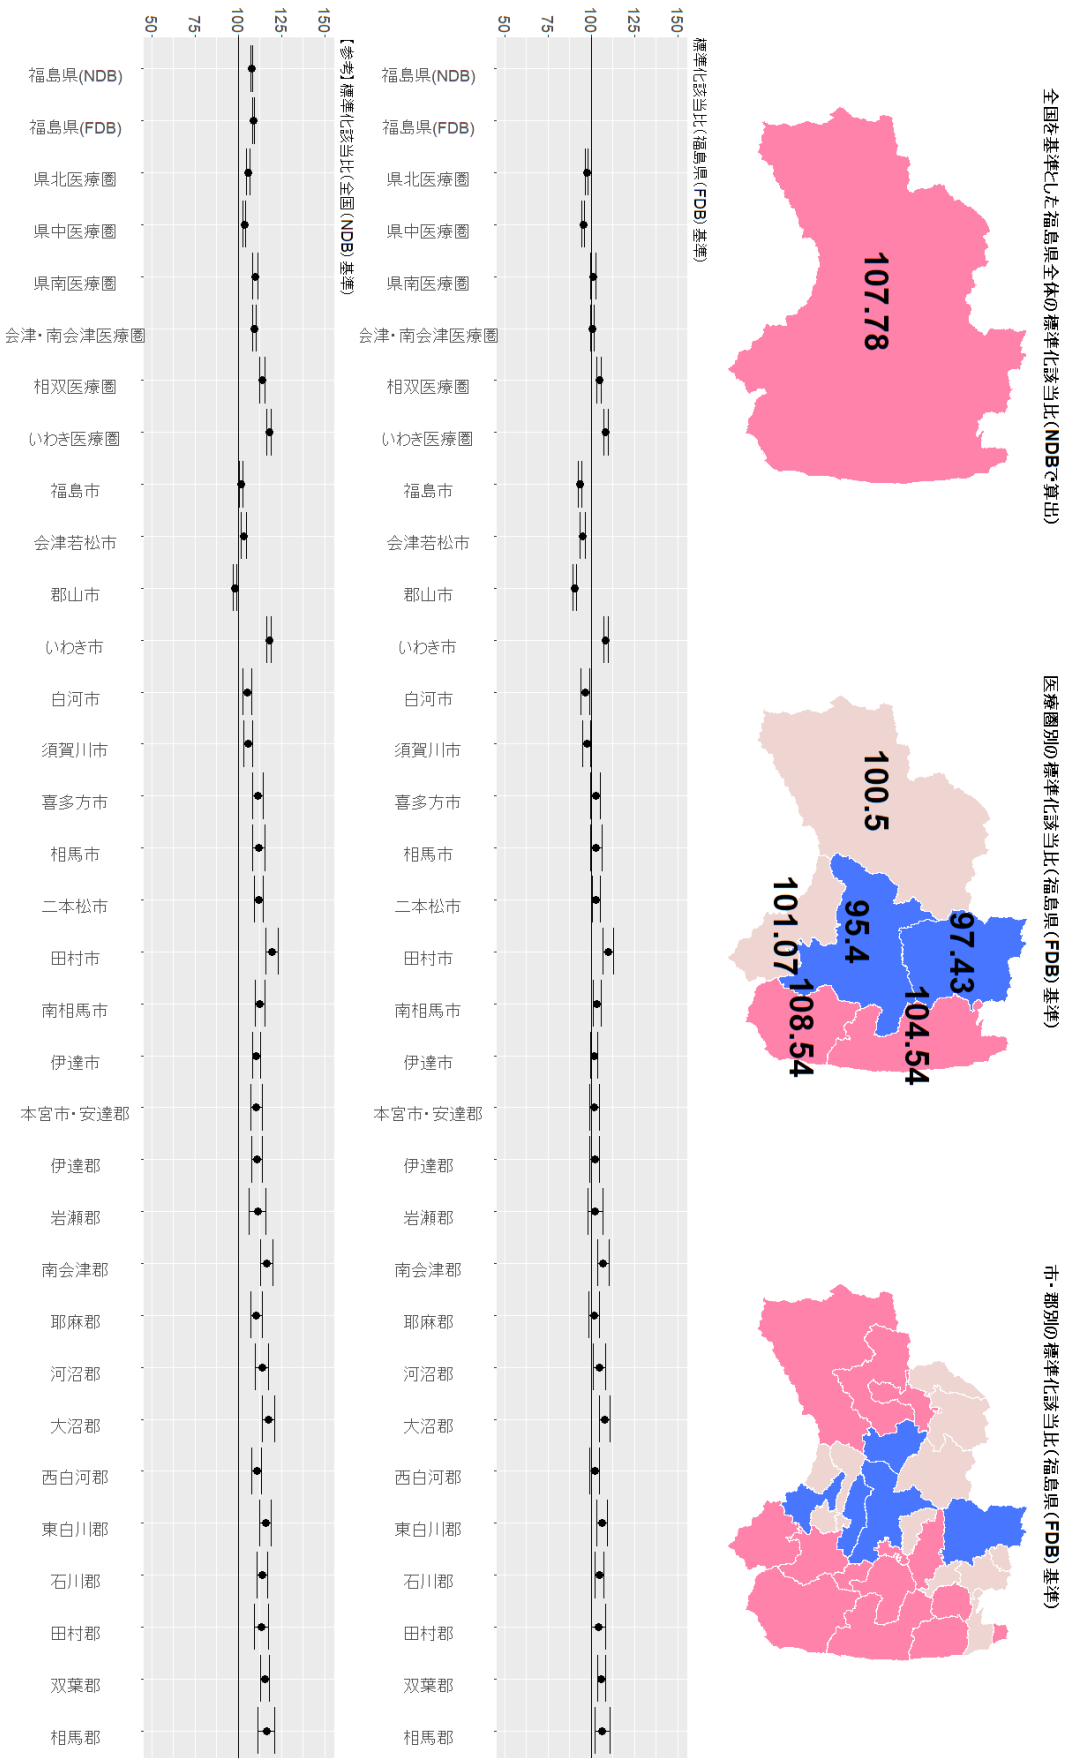 全国を基準とした福島県全体の標準化該当比(NDBで算出)
107.78
医療圏別の標準化該当比(福島県(FDB)基準)
100.5
97.43
95.4
101.07
104.54
108.54
市・郡別の標準化該当比(福島県(FDB)基準)
標準化該当比(福島県(FDB)基準)
150
125
100
75
50
福島県(NDB)
福島県(FDB)
県北医療圏
県中医療圏
県南医療圏
会津・南会津医療圏
相双医療圏
いわき医療圏
福島市
会津若松市
郡山市
いわき市
白河市
須賀川市
喜多方市
相馬市
二本松市
田村市
南相馬市
伊達市
本宮市・安達郡
伊達郡
岩瀬郡
南会津郡
耶麻郡
河沼郡
大沼郡
西白河郡
東白川郡
石川郡
田村郡
双葉郡
相馬郡
【参考】標準化該当比(全国(NDB)基準)
150
125
100
75
50
福島県(NDB)
福島県(FDB)
県北医療圏
県中医療圏
県南医療圏
会津・南会津医療圏
相双医療圏
いわき医療圏
福島市
会津若松市
郡山市
いわき市
白河市
須賀川市
喜多方市
相馬市
二本松市
田村市
南相馬市
伊達市
本宮市・安達郡
伊達郡
岩瀬郡
南会津郡
耶麻郡
河沼郡
大沼郡
西白河郡
東白川郡
石川郡
田村郡
双葉郡
相馬郡